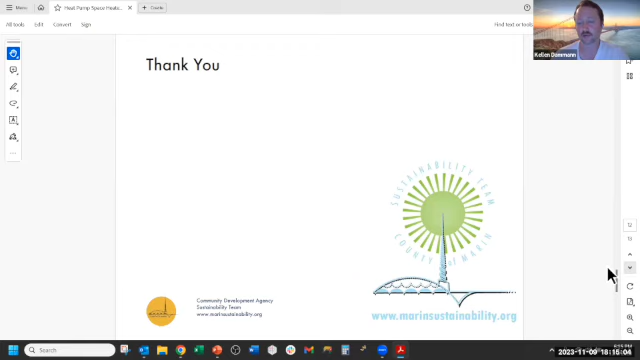 Menu
Heat Pump Space Heate...
Create
All tools
Edit
Convert
Sign
Find text or tools
Kellen Dammann
Thank You
SUSTAINABILITY TEAM
COUNTY of MARIN
www.marinsustainability.org
Community Development Agency
Sustainability Team
www.marinsustainability.org
Search
2023-11-09 18:15:04